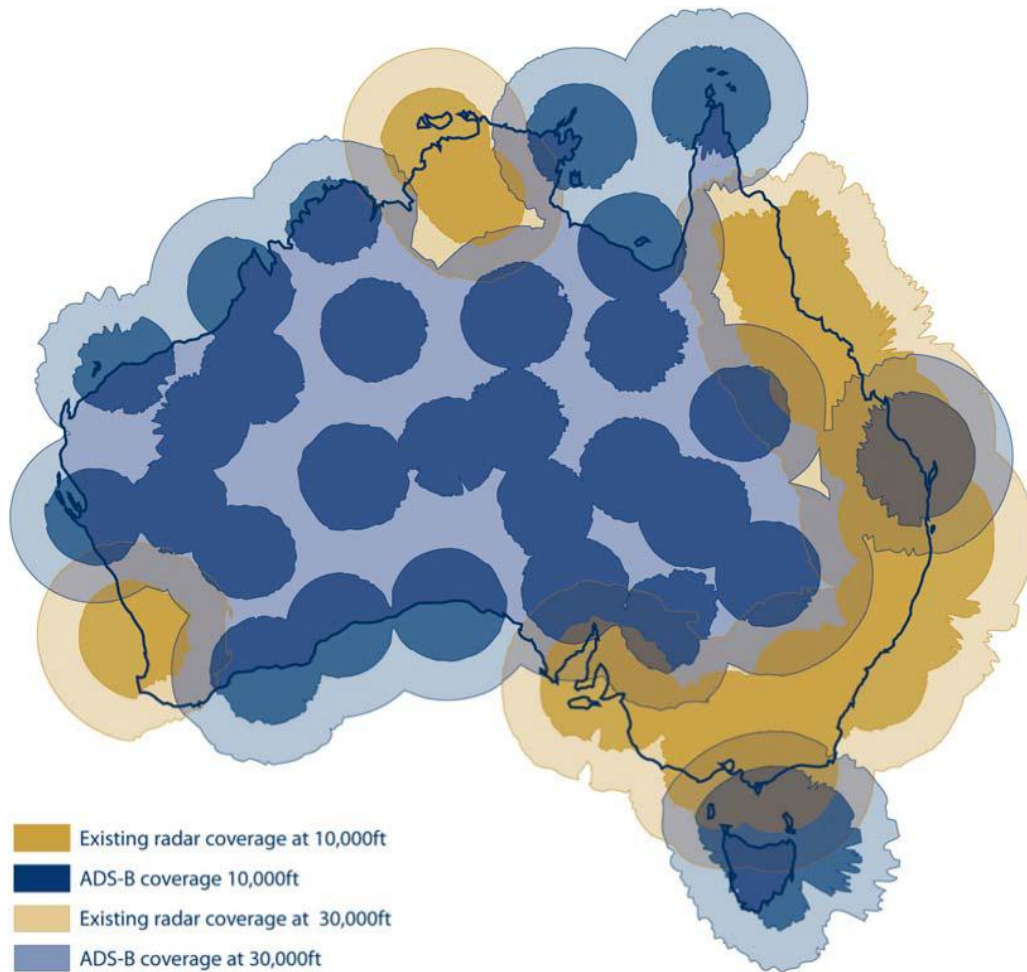 Existing radar coverage at 10,000ft
ADS-B coverage 10,000ft
Existing radar coverage at 30,000ft
ADS-B coverage at 30,000ft